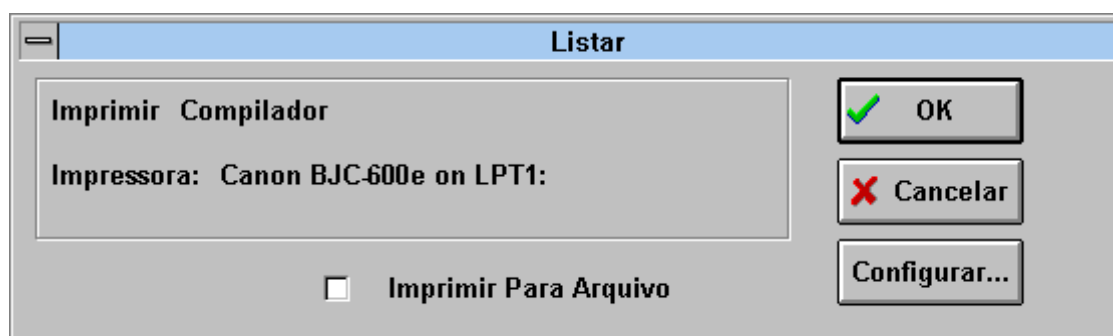 Listar
Imprimir Compilador
Impressora: Canon BJC-600e on LPT1:
Imprimir Para Arquivo
OK
Cancelar
Configurar...